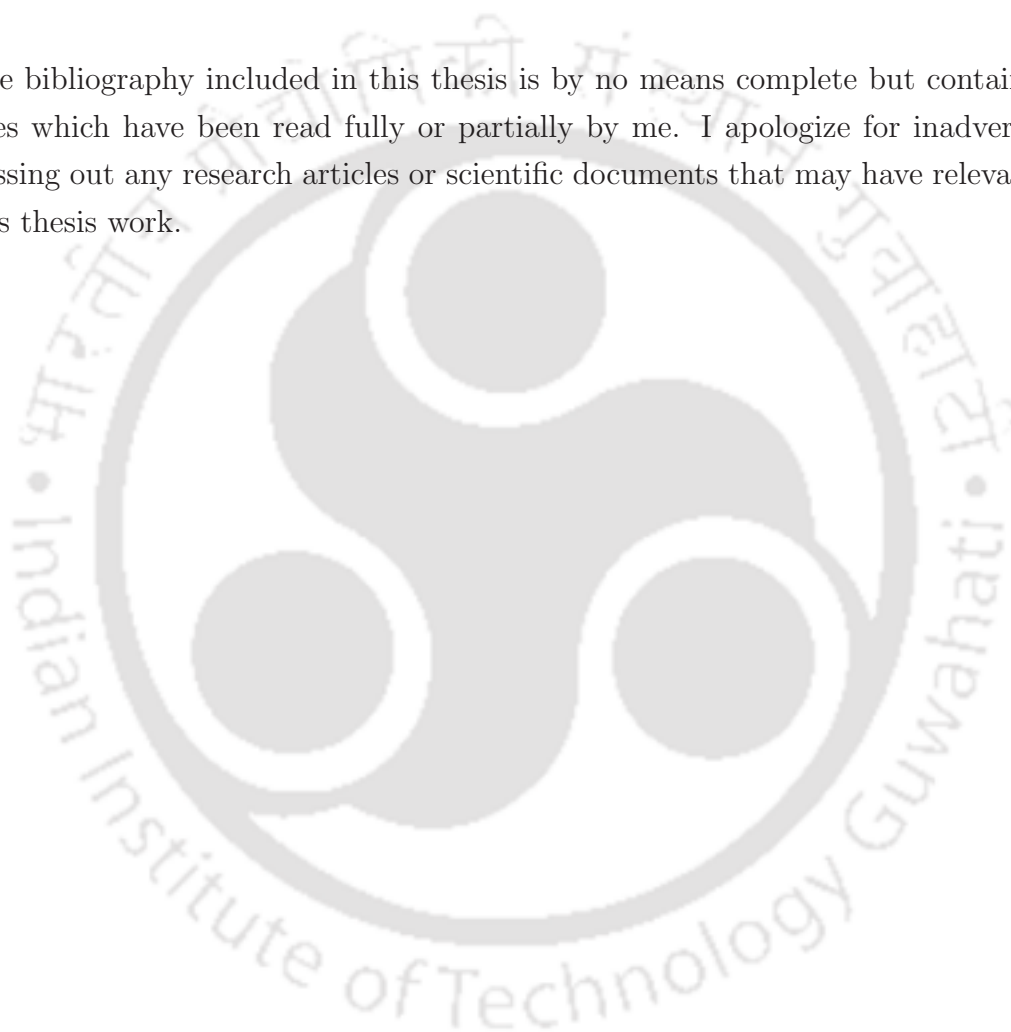 e bibliography included in this thesis is by no means complete but contain
es which have been read fully or partially by me. I apologize for inadver
ssing out any research articles or scientific documents that may have releva
s thesis work.
भारतीय प्रौद्योगिकी संस्थान गुवाहाटी
• Indian Institute of Technology Guwahati •